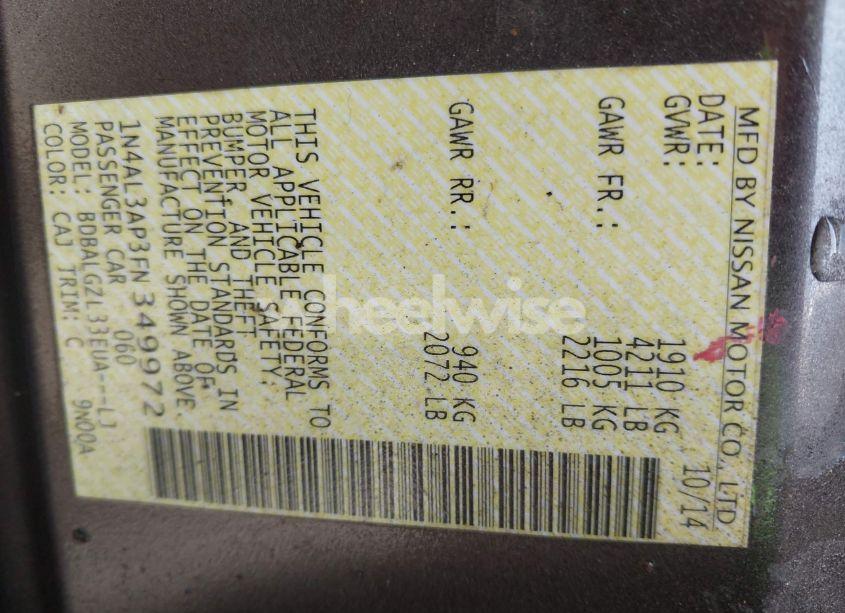 MFD BY NISSAN MOTOR CO., LTD
DATE: 10/14
GVWR: 1910 KG
4211 LB
GAWR FR.: 1005 KG
2216 LB
GAWR RR.: 940 KG
2072 LB
THIS VEHICLE CONFORMS TO
ALL APPLICABLE FEDERAL
MOTOR VEHICLE SAFETY,
BUMPER, AND THEFT
PREVENTION STANDARDS IN
EFFECT ON THE DATE OF
MANUFACTURE SHOWN ABOVE.
1N4AL3AP3FN349972
PASSENGER CAR 060
MODEL: BDBALGZL33EUA--LJ
COLOR: CAJ TRIM: C 9N00A
wheelwise